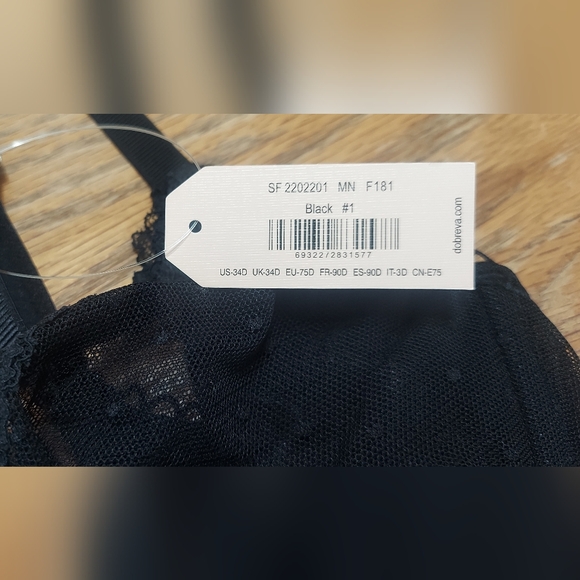 SF 2202201 MN F181
Black #1
69322/2831577
US-34D UK-34D EU-75D FR-90D ES-90D IT-3D CN-E75
dobreva.com